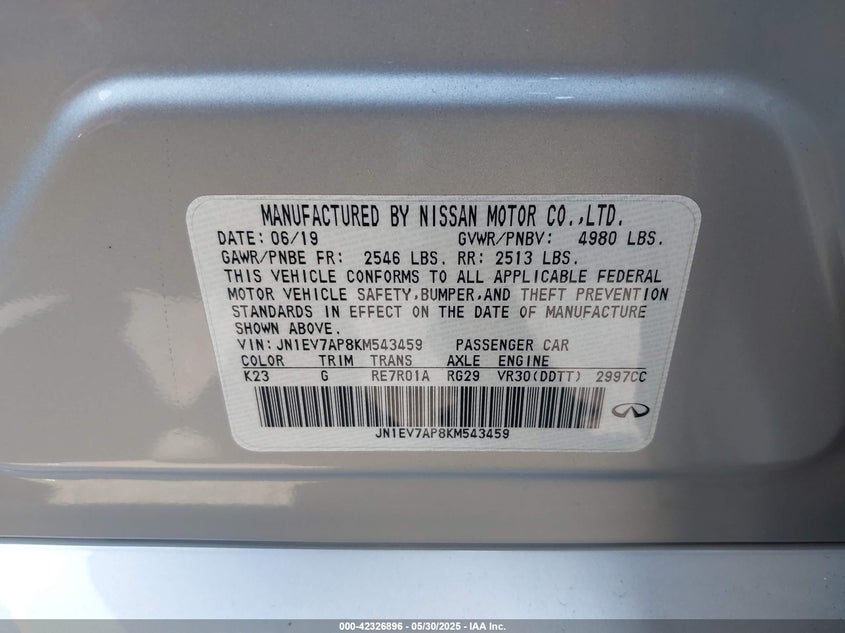 MANUFACTURED BY NISSAN MOTOR CO.,LTD.
DATE: 06/19 GVWR/PNBV: 4980 LBS.
GAWR/PNBE FR: 2546 LBS. RR: 2513 LBS.
THIS VEHICLE CONFORMS TO ALL APPLICABLE FEDERAL
MOTOR VEHICLE SAFETY,BUMPER,AND THEFT PREVENTION
STANDARDS IN EFFECT ON THE DATE OF MANUFACTURE
SHOWN ABOVE.
VIN: JN1EV7AP8KM543459 PASSENGER CAR
COLOR TRIM TRANS AXLE ENGINE
K23 G RE7R01A RG29 VR30(DDTT) 2997CC
JN1EV7AP8KM543459
000-42326896 - 05/30/2025 - IAA Inc.